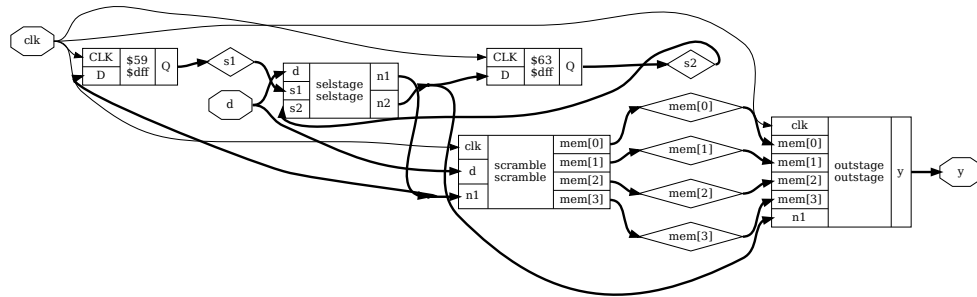 clk
CLK
D
$59
$dff
Q
s1
d
d
s1
s2
selstage
selstage
n1
n2
CLK
D
$63
$dff
Q
s2
clk
d
n1
scramble
scramble
mem[0]
mem[1]
mem[2]
mem[3]
mem[0]
mem[1]
mem[2]
mem[3]
clk
mem[0]
mem[1]
mem[2]
mem[3]
n1
outstage
outstage
y
y